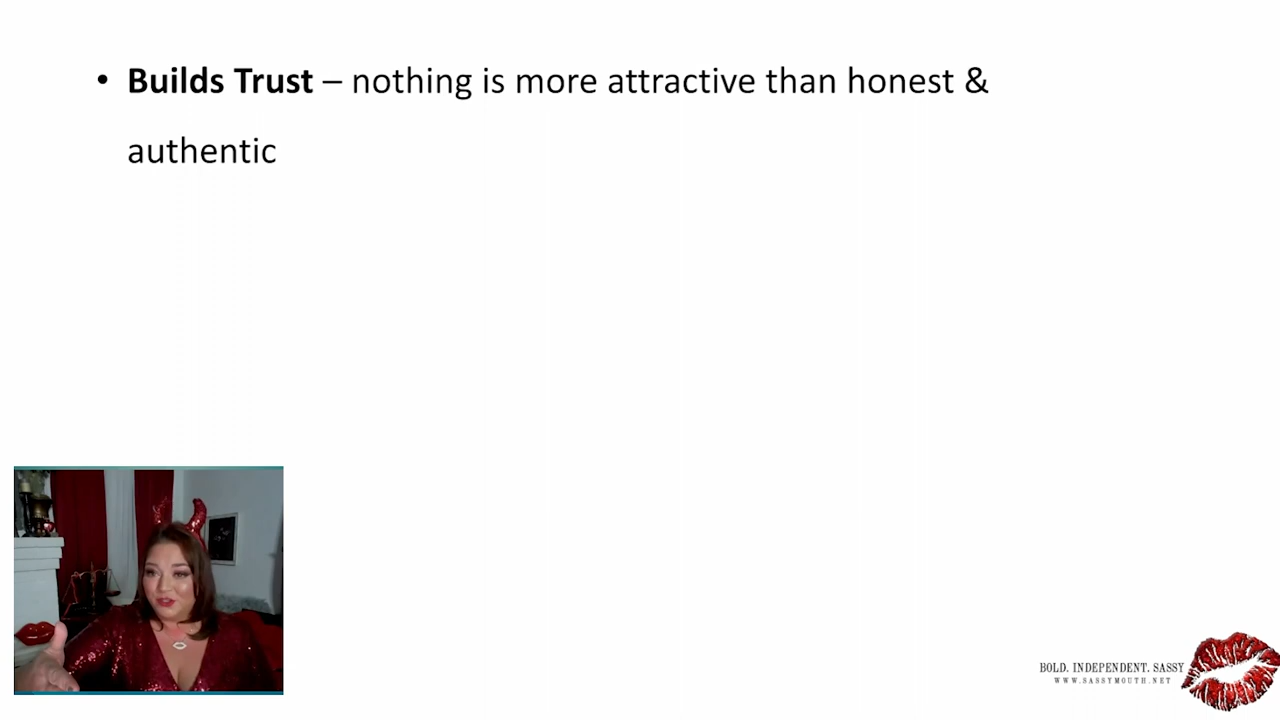 • Builds Trust – nothing is more attractive than honest &
authentic
BOLD. INDEPENDENT. SASSY
WWW.SASSYMOUTH.NET